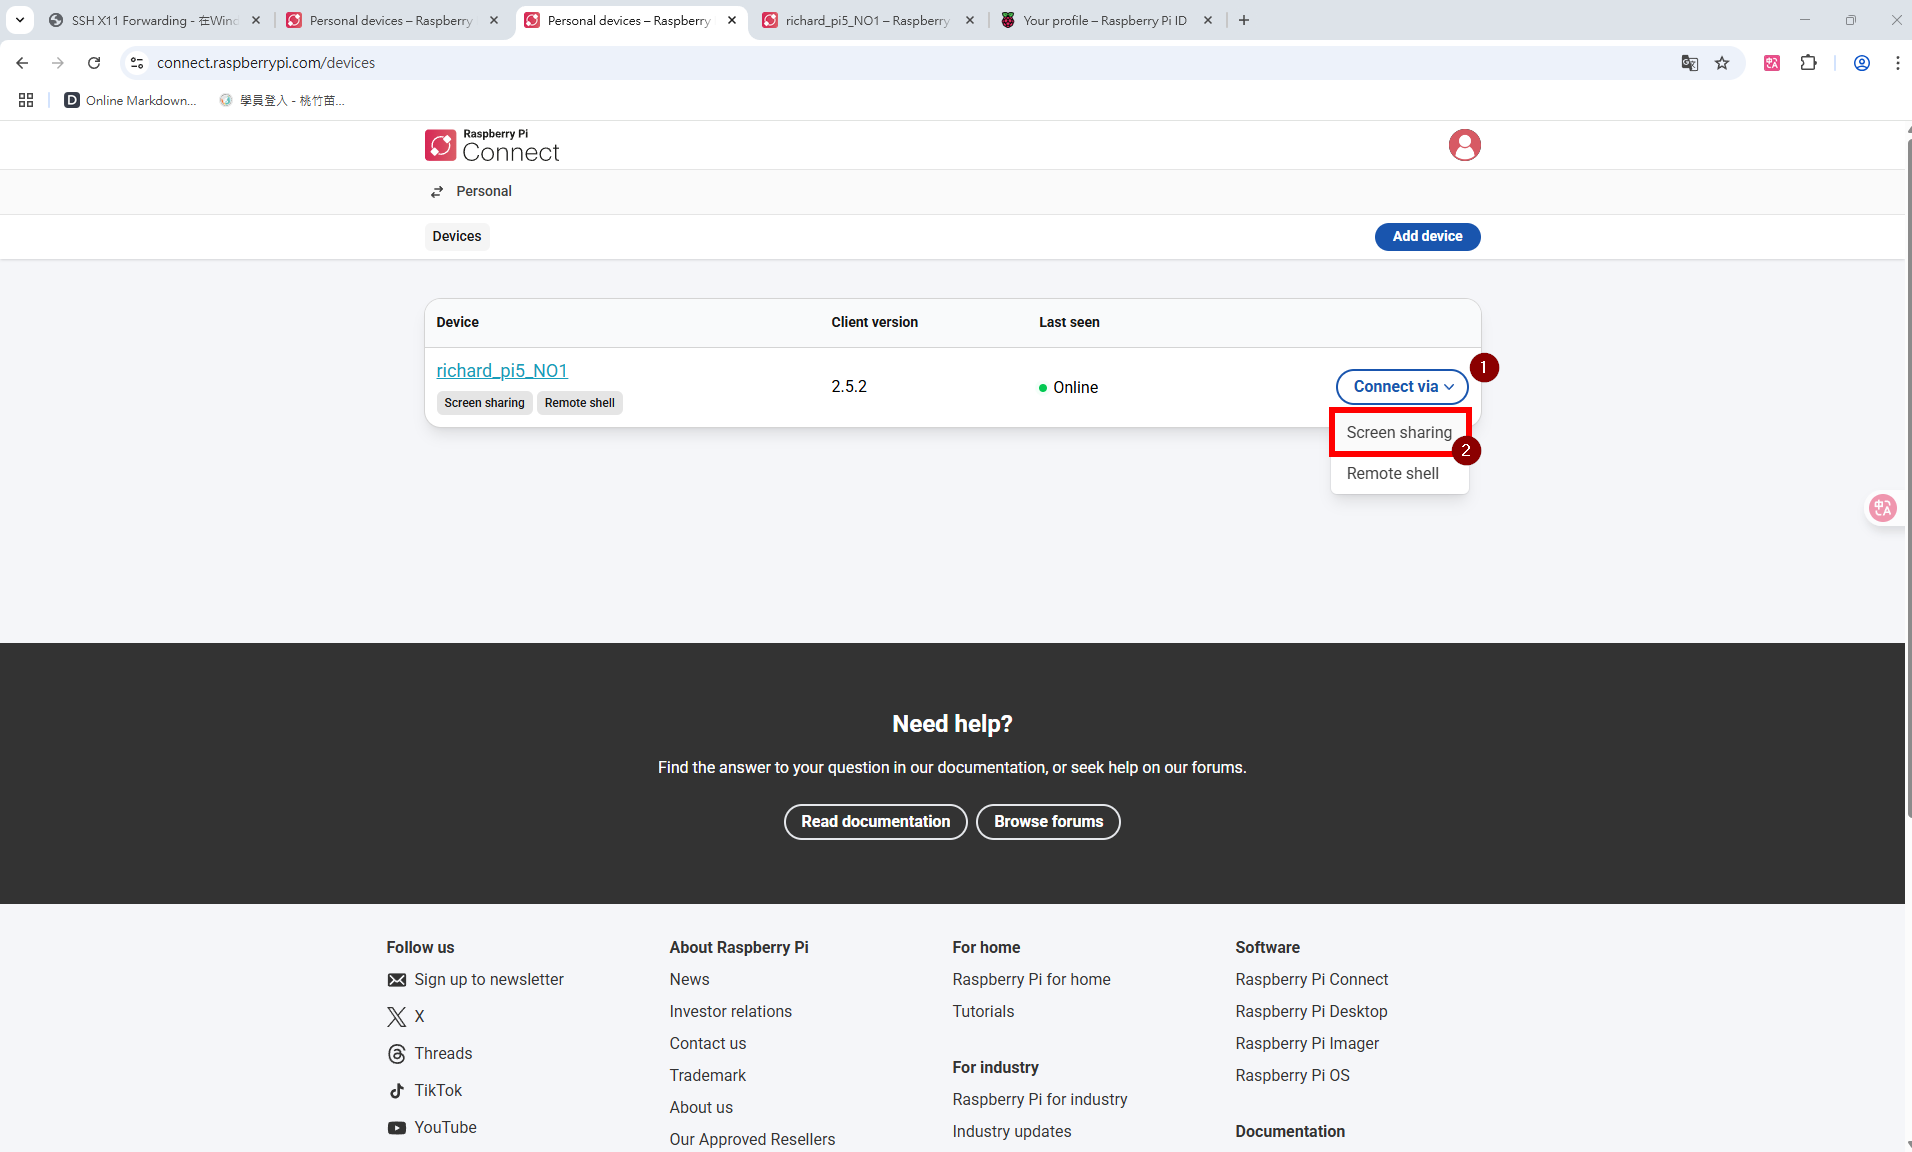 SSH X11 Forwarding - 在Wind
Personal devices – Raspberry
Personal devices – Raspberry
richard_pi5_NO1 – Raspberry
Your profile – Raspberry Pi ID
connect.raspberrypi.com/devices
Online Markdown...
學員登入 - 桃竹苗...
Raspberry Pi
Connect
Personal
Devices
Add device
Device
Client version
Last seen
richard_pi5_NO1
Screen sharing
Remote shell
2.5.2
Online
Connect via
1
Screen sharing
2
Remote shell
Need help?
Find the answer to your question in our documentation, or seek help on our forums.
Read documentation
Browse forums
Follow us
Sign up to newsletter
X
Threads
TikTok
YouTube
About Raspberry Pi
News
Investor relations
Contact us
Trademark
About us
Our Approved Resellers
For home
Raspberry Pi for home
Tutorials
For industry
Raspberry Pi for industry
Industry updates
Software
Raspberry Pi Connect
Raspberry Pi Desktop
Raspberry Pi Imager
Raspberry Pi OS
Documentation